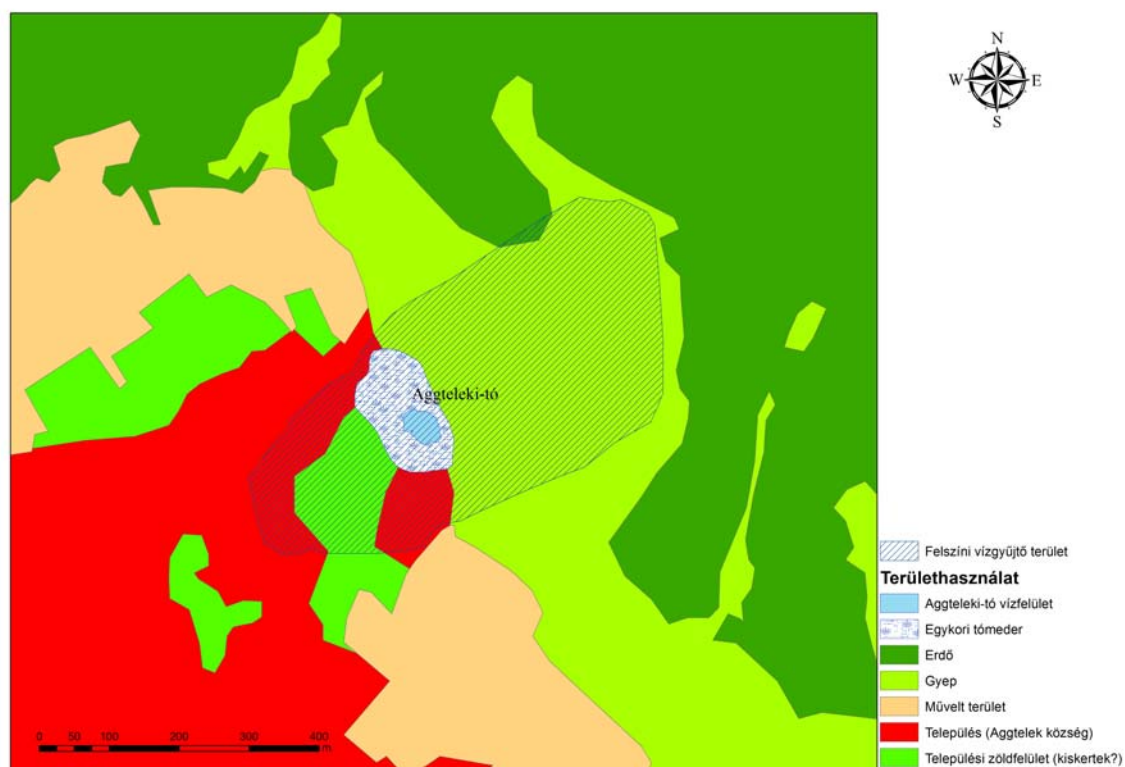 N
W E
S
Aggteleki-tó
Felszíni vízgyűjtő terület
Területhasználat
Aggteleki-tó vízfelület
Egykori tómeder
Erdő
Gyep
Művelt terület
Település (Aggtelek község)
Települési zöldfelület (kiskertek?)
0 50 100 200 300 400
m